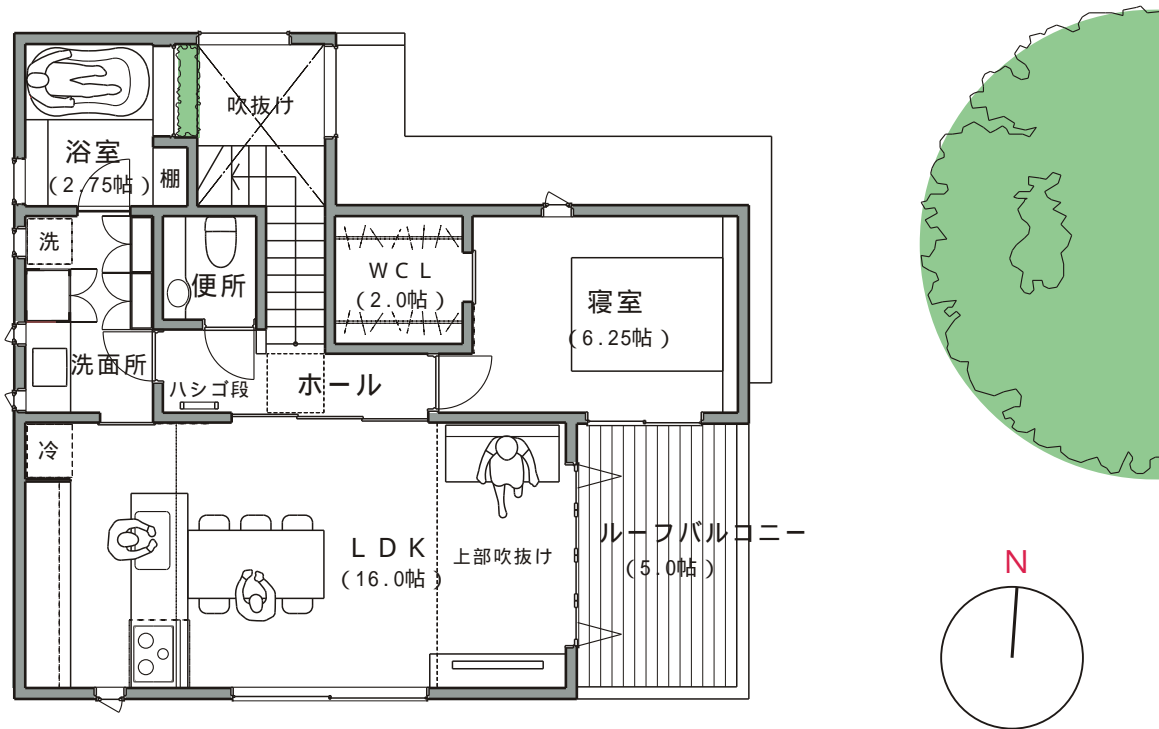 吹抜け
浴室
(2.75帖)
棚
洗
便所
WCL
(2.0帖)
寝室
(6.25帖)
洗面所
ハシゴ段
ホール
冷
LDK
(16.0帖)
上部吹抜け
ルーフバルコニー
(5.0帖)
N